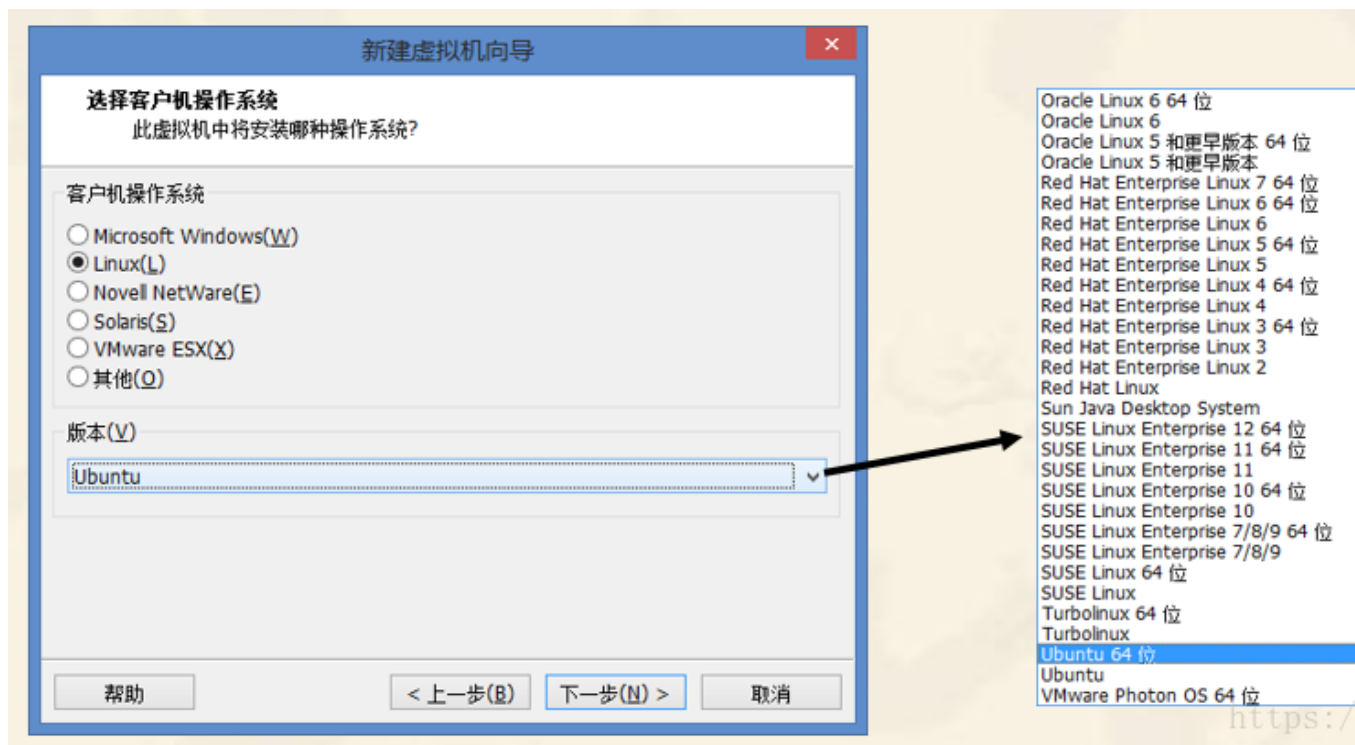 新建虚拟机向导
选择客户机操作系统
此虚拟机中将安装哪种操作系统?
客户机操作系统
Microsoft Windows(W)
Linux(L)
Novell NetWare(E)
Solaris(S)
VMware ESX(X)
其他(O)
版本(V)
Ubuntu
帮助
< 上一步(B)
下一步(N) >
取消
Oracle Linux 6 64 位
Oracle Linux 6
Oracle Linux 5 和更早版本 64 位
Oracle Linux 5 和更早版本
Red Hat Enterprise Linux 7 64 位
Red Hat Enterprise Linux 6 64 位
Red Hat Enterprise Linux 6
Red Hat Enterprise Linux 5 64 位
Red Hat Enterprise Linux 5
Red Hat Enterprise Linux 4 64 位
Red Hat Enterprise Linux 4
Red Hat Enterprise Linux 3 64 位
Red Hat Enterprise Linux 3
Red Hat Enterprise Linux 2
Red Hat Linux
Sun Java Desktop System
SUSE Linux Enterprise 12 64 位
SUSE Linux Enterprise 11 64 位
SUSE Linux Enterprise 11
SUSE Linux Enterprise 10 64 位
SUSE Linux Enterprise 10
SUSE Linux Enterprise 7/8/9 64 位
SUSE Linux Enterprise 7/8/9
SUSE Linux 64 位
SUSE Linux
Turbolinux 64 位
Turbolinux
Ubuntu 64 位
Ubuntu
VMware Photon OS 64 位
https:/